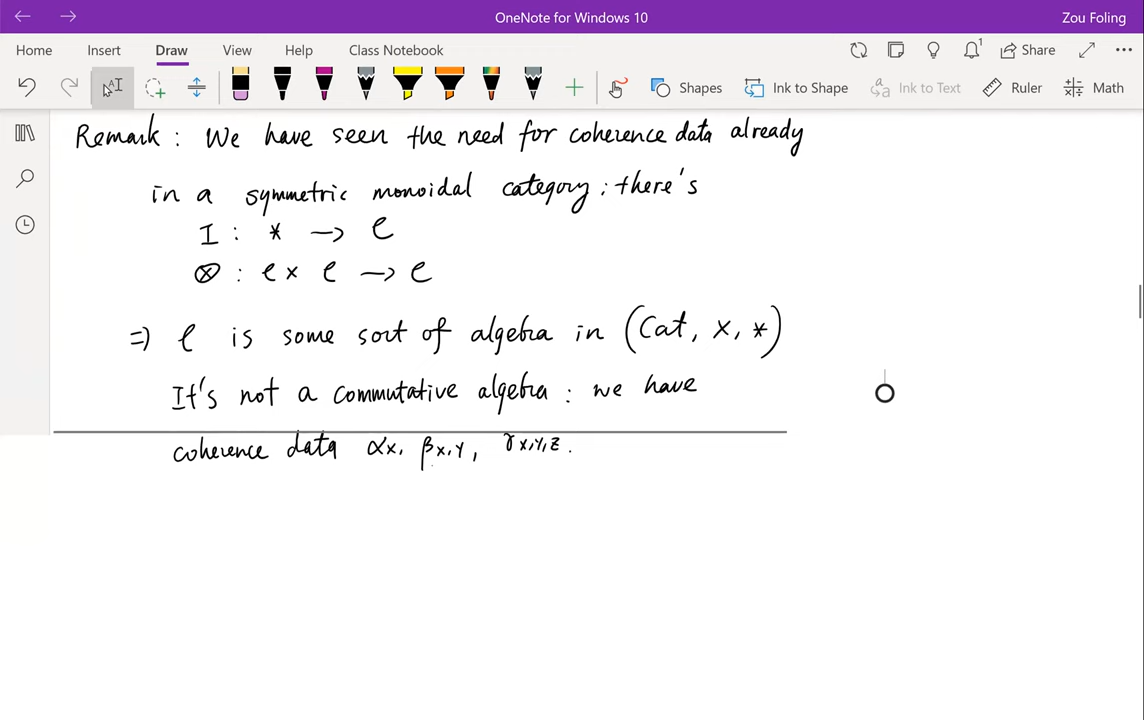 OneNote for Windows 10
Zou Foling
Home Insert Draw View Help Class Notebook
1 Share
Shapes Ink to Shape Ink to Text Ruler Math
Remark : We have seen the need for coherence data already
in a symmetric monoidal category : there's
I : * → C
⊗ : C × C → C
⇒ C is some sort of algebra in (Cat, ×, *)
It's not a commutative algebra : we have
coherence data αx, βx,Y, γx,Y,Z.